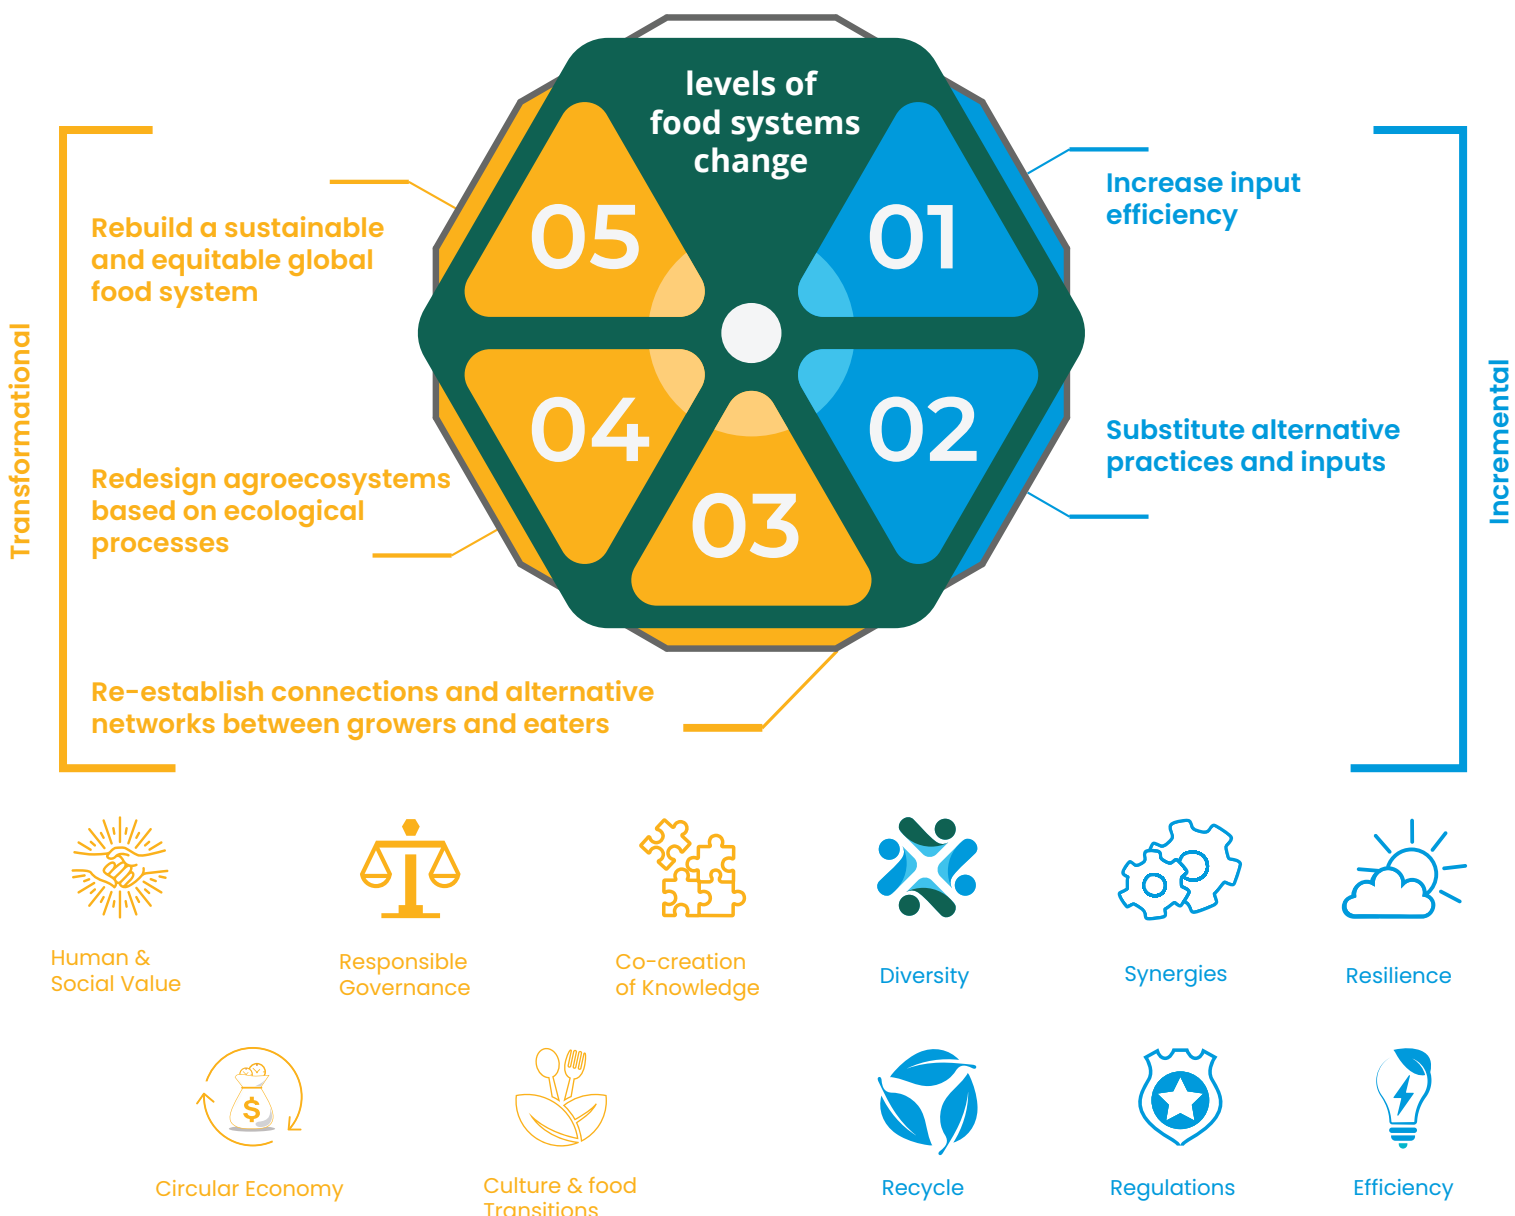 levels of
food systems
change
01
02
03
04
05
Increase input
efficiency
Substitute alternative
practices and inputs
Incremental
Rebuild a sustainable
and equitable global
food system
Redesign agroecosystems
based on ecological
processes
Re-establish connections and alternative
networks between growers and eaters
Transformational
Human &
Social Value
Responsible
Governance
Co-creation
of Knowledge
Diversity
Synergies
Resilience
$
Circular Economy
Culture & food
Transitions
Recycle
Regulations
Efficiency